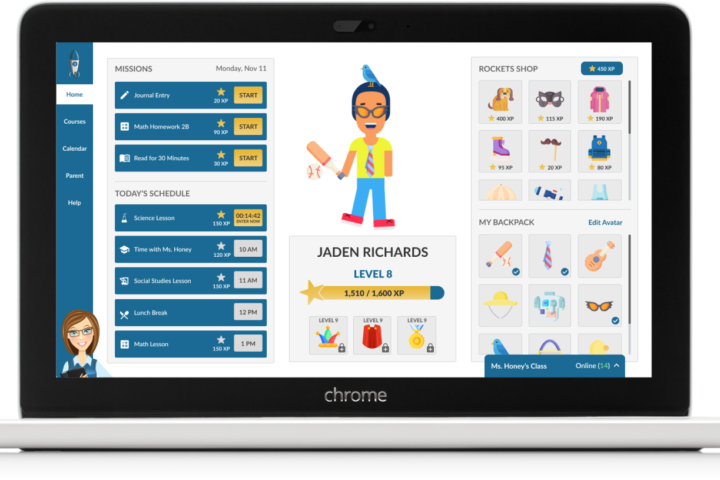 Home
Courses
Calendar
Parent
Help
MISSIONS Monday, Nov 11
Journal Entry 20 XP START
Math Homework 2B 90 XP START
Read for 30 Minutes 30 XP START
TODAY'S SCHEDULE
Science Lesson 150 XP 00:14:42 ENTER NOW
Time with Ms. Honey 120 XP 10 AM
Social Studies Lesson 150 XP 11 AM
Lunch Break 12 PM
Math Lesson 150 XP 1 PM
JADEN RICHARDS
LEVEL 8
1,510 / 1,600 XP
LEVEL 9 LEVEL 9 LEVEL 9
ROCKETS SHOP 450 XP
400 XP 115 XP 190 XP
95 XP 20 XP 80 XP
MY BACKPACK Edit Avatar
Ms. Honey's Class Online (14)
chrome